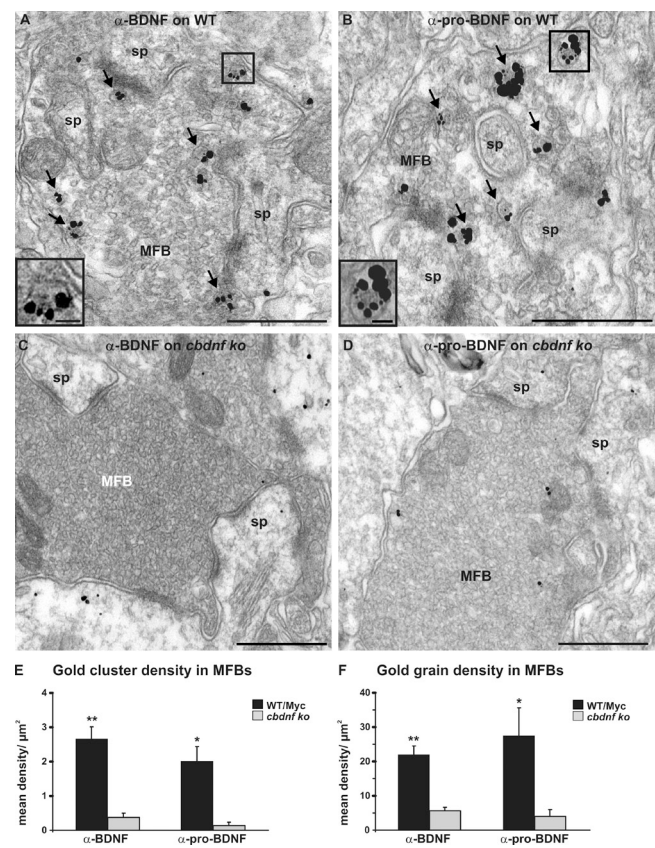 A α-BDNF on WT
sp
sp
sp
MFB
B α-pro-BDNF on WT
MFB
sp
sp
sp
C α-BDNF on cbdnf ko
sp
MFB
sp
D α-pro-BDNF on cbdnf ko
sp
sp
MFB
E Gold cluster density in MFBs
mean density/ µm²
4
3
2
1
0
**
*
WT/Myc
cbdnf ko
α-BDNF
α-pro-BDNF
F Gold grain density in MFBs
mean density/ µm²
40
30
20
10
0
**
*
WT/Myc
cbdnf ko
α-BDNF
α-pro-BDNF